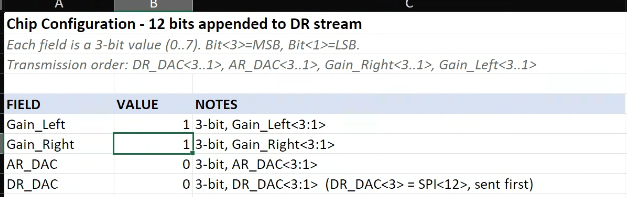 A B C
Chip Configuration - 12 bits appended to DR stream
Each field is a 3-bit value (0..7). Bit<3>=MSB, Bit<1>=LSB.
Transmission order: DR_DAC<3..1>, AR_DAC<3..1>, Gain_Right<3..1>, Gain_Left<3..1>
FIELD VALUE NOTES
Gain_Left 1 3-bit, Gain_Left<3:1>
Gain_Right 1 3-bit, Gain_Right<3:1>
AR_DAC 0 3-bit, AR_DAC<3:1>
DR_DAC 0 3-bit, DR_DAC<3:1> (DR_DAC<3> = SPI<12>, sent first)